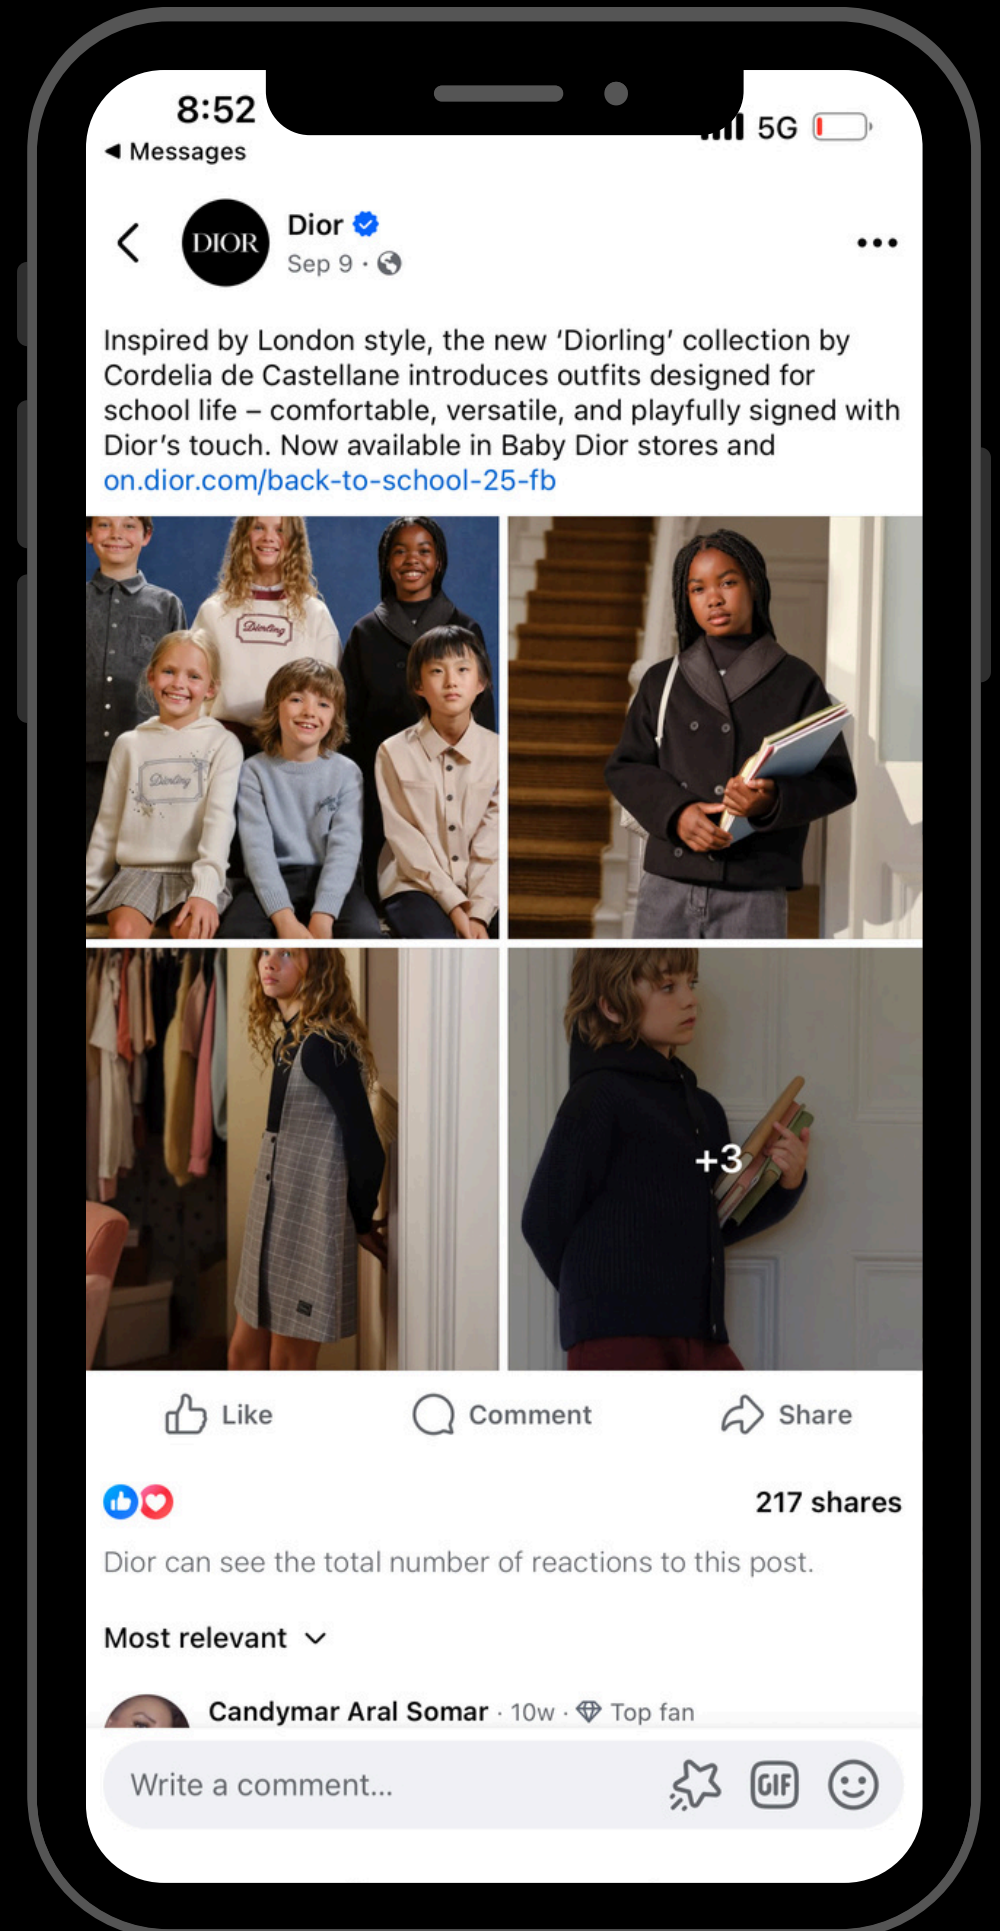 8:52
5G
Messages
DIOR
Dior
Sep 9 ·
Inspired by London style, the new ‘Diorling’ collection by
Cordelia de Castellane introduces outfits designed for
school life – comfortable, versatile, and playfully signed with
Dior’s touch. Now available in Baby Dior stores and
on.dior.com/back-to-school-25-fb
Diorling
Diorling
+3
Like
Comment
Share
217 shares
Dior can see the total number of reactions to this post.
Most relevant
Candymar Aral Somar · 10w · Top fan
Write a comment...
GIF